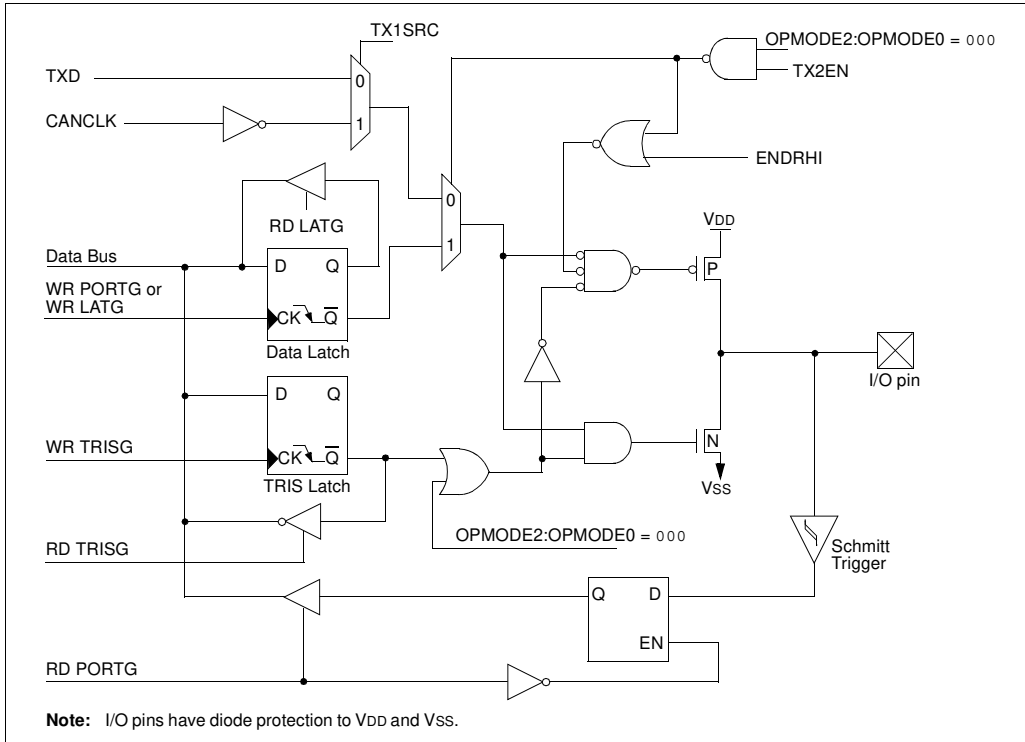 TX1SRC
OPMODE2:OPMODE0 = 000
TXD
0
TX2EN
CANCLK
1
ENDRHI
0
RD LATG
VDD
1
Data Bus
D Q
P
WR PORTG or
WR LATG
CK Q̅
Data Latch
I/O pin
D Q
WR TRISG
CK Q̅
N
TRIS Latch
VSS
OPMODE2:OPMODE0 = 000
RD TRISG
Schmitt
Trigger
Q D
EN
RD PORTG
Note: I/O pins have diode protection to VDD and VSS.